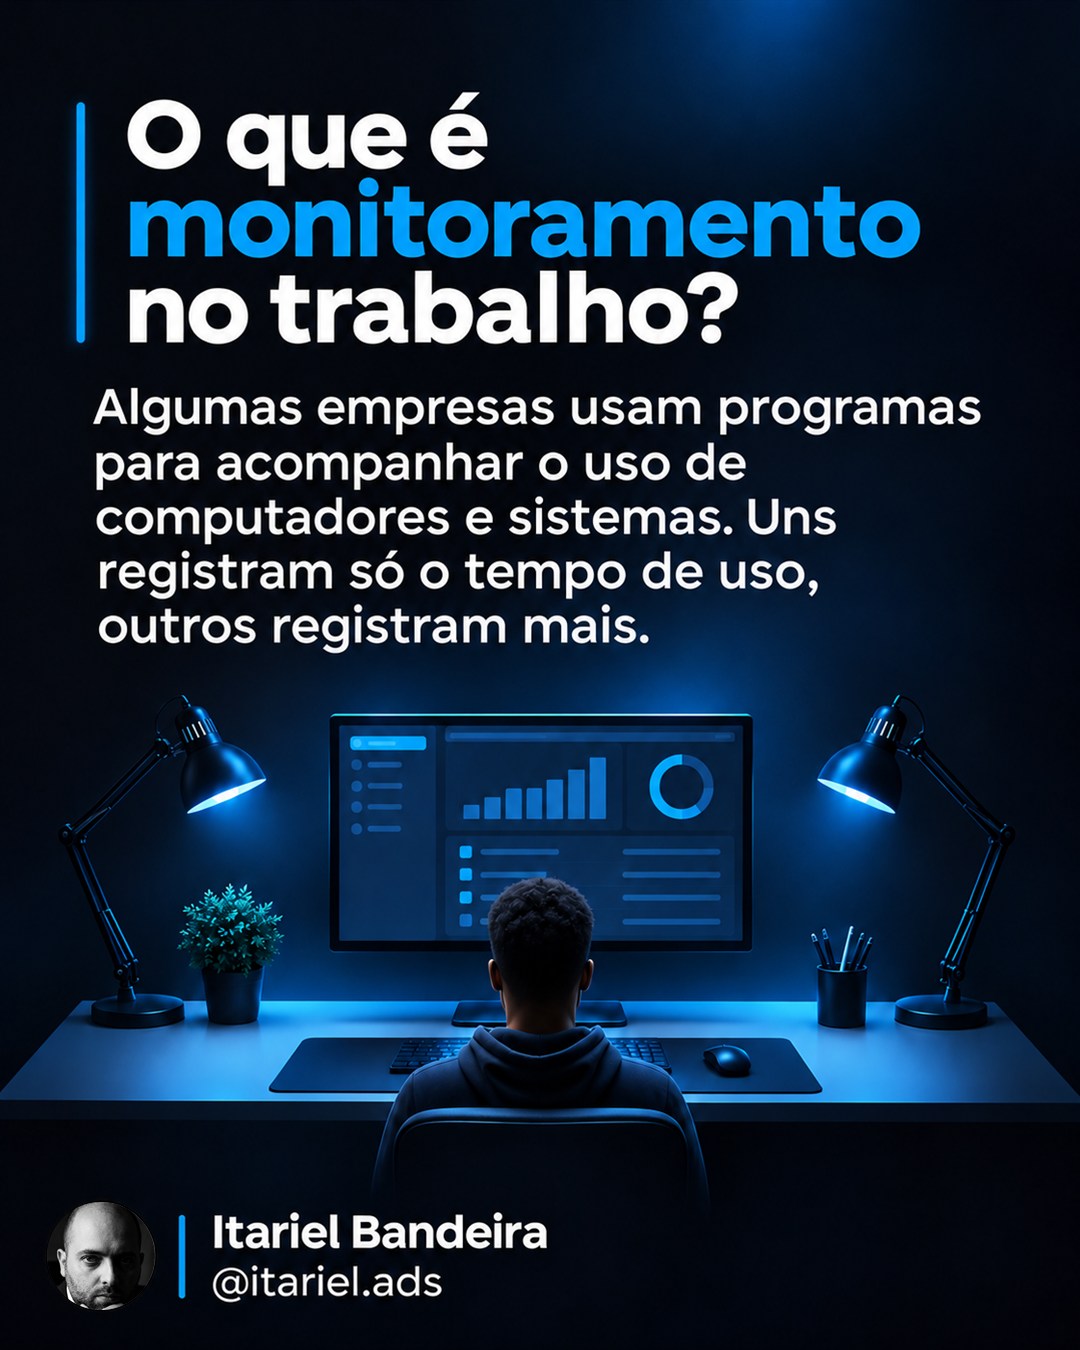 O que é
monitoramento
no trabalho?
Algumas empresas usam programas
para acompanhar o uso de
computadores e sistemas. Uns
registram só o tempo de uso,
outros registram mais.
Itariel Bandeira
@itariel.ads